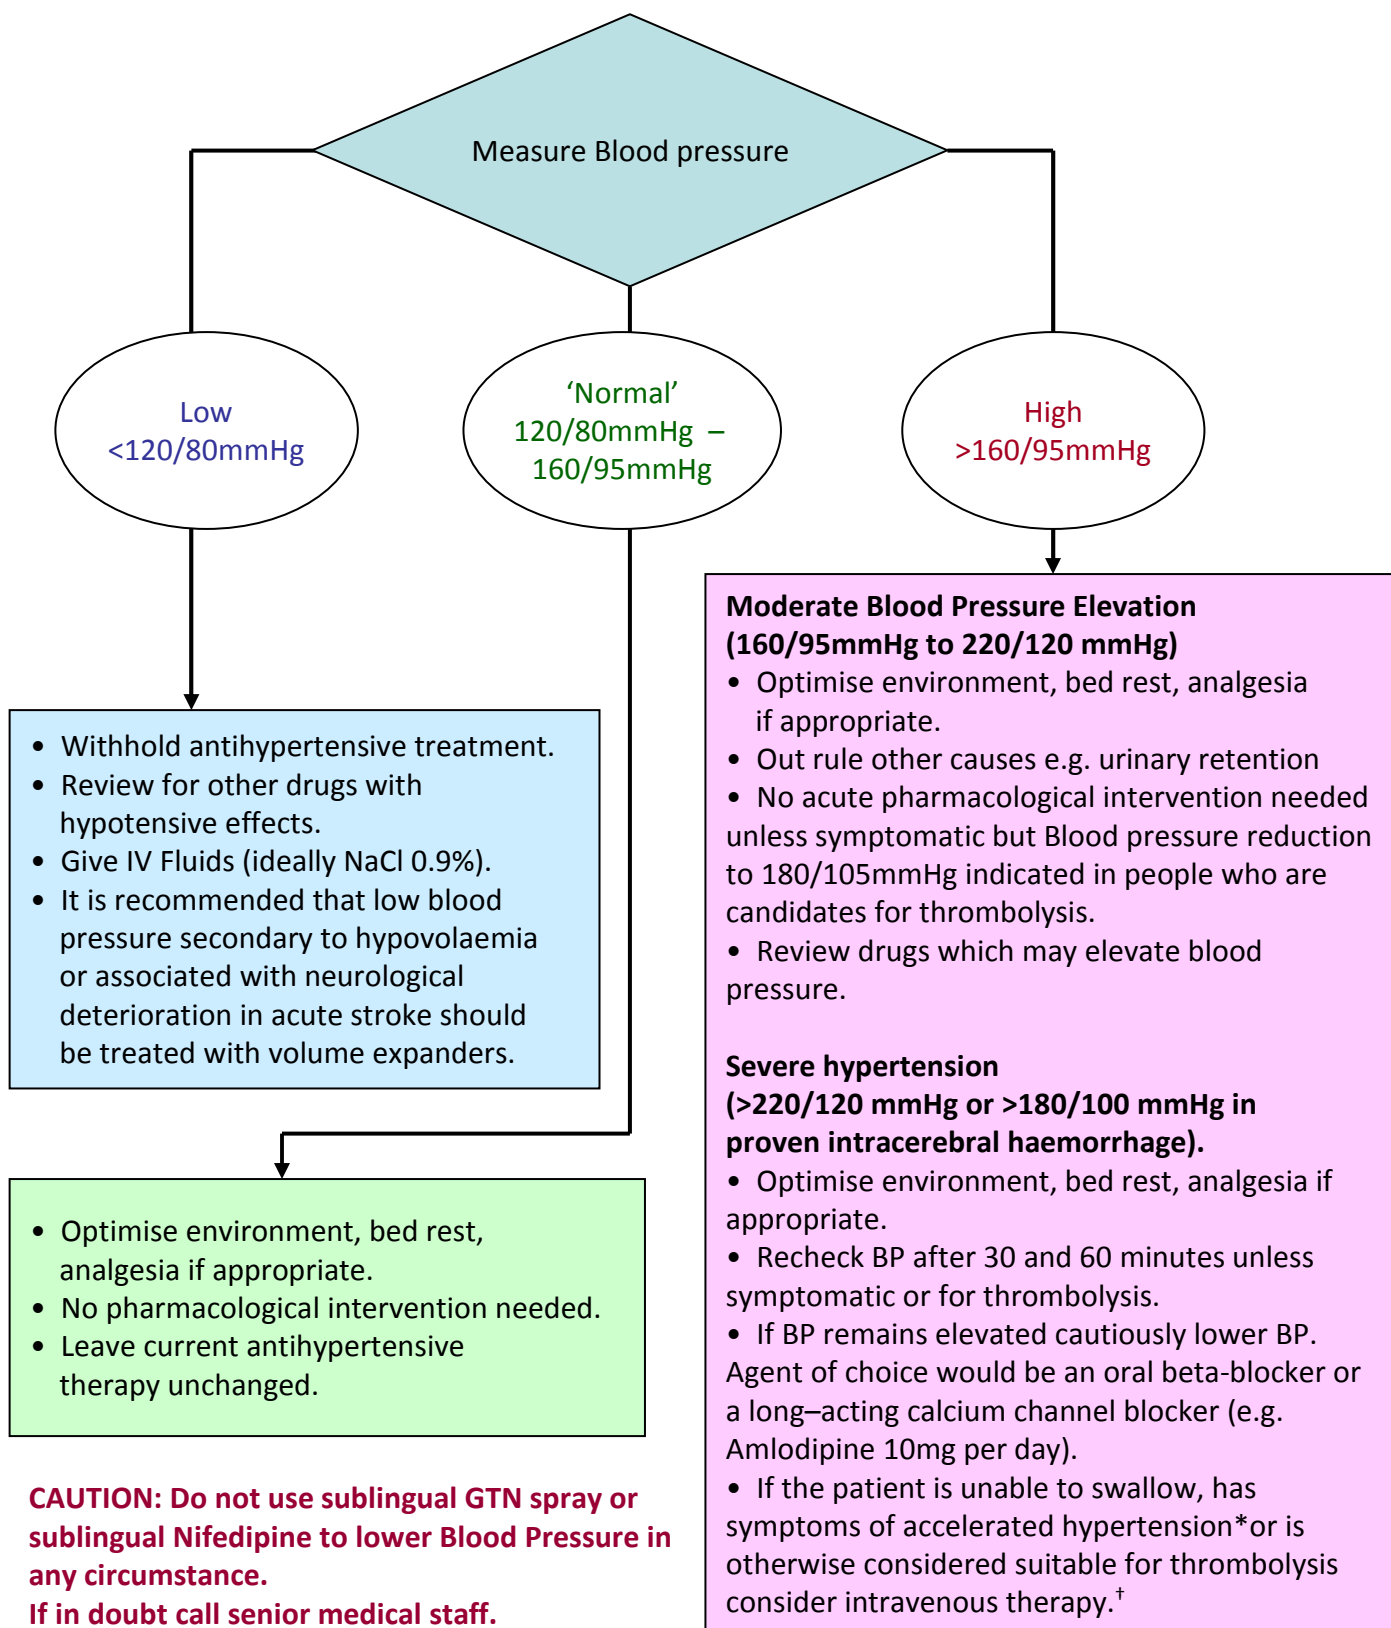 Measure Blood pressure
Low
<120/80mmHg
‘Normal’
120/80mmHg –
160/95mmHg
High
>160/95mmHg
• Withhold antihypertensive treatment.
• Review for other drugs with
hypotensive effects.
• Give IV Fluids (ideally NaCl 0.9%).
• It is recommended that low blood
pressure secondary to hypovolaemia
or associated with neurological
deterioration in acute stroke should
be treated with volume expanders.
• Optimise environment, bed rest,
analgesia if appropriate.
• No pharmacological intervention needed.
• Leave current antihypertensive
therapy unchanged.
CAUTION: Do not use sublingual GTN spray or
sublingual Nifedipine to lower Blood Pressure in
any circumstance.
If in doubt call senior medical staff.
Moderate Blood Pressure Elevation
(160/95mmHg to 220/120 mmHg)
• Optimise environment, bed rest, analgesia
if appropriate.
• Out rule other causes e.g. urinary retention
• No acute pharmacological intervention needed
unless symptomatic but Blood pressure reduction
to 180/105mmHg indicated in people who are
candidates for thrombolysis.
• Review drugs which may elevate blood
pressure.
Severe hypertension
(>220/120 mmHg or >180/100 mmHg in
proven intracerebral haemorrhage).
• Optimise environment, bed rest, analgesia if
appropriate.
• Recheck BP after 30 and 60 minutes unless
symptomatic or for thrombolysis.
• If BP remains elevated cautiously lower BP.
Agent of choice would be an oral beta-blocker or
a long–acting calcium channel blocker (e.g.
Amlodipine 10mg per day).
• If the patient is unable to swallow, has
symptoms of accelerated hypertension*or is
otherwise considered suitable for thrombolysis
consider intravenous therapy.†